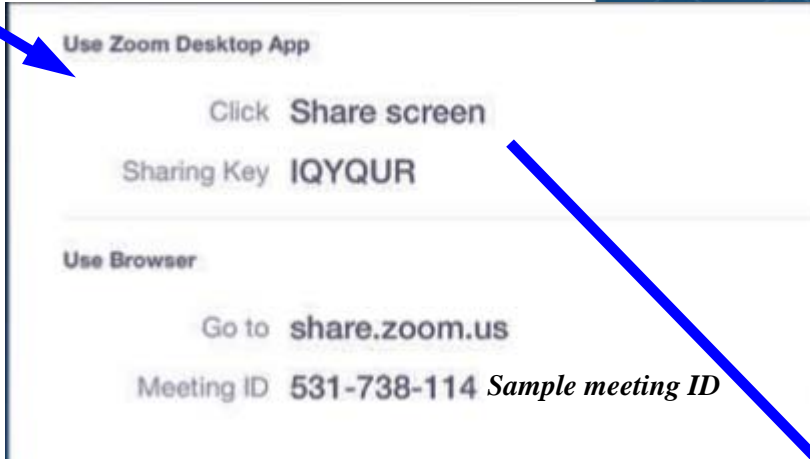 Use Zoom Desktop App
Click Share screen
Sharing Key IQYQUR
Use Browser
Go to share.zoom.us
Meeting ID 531-738-114 Sample meeting ID